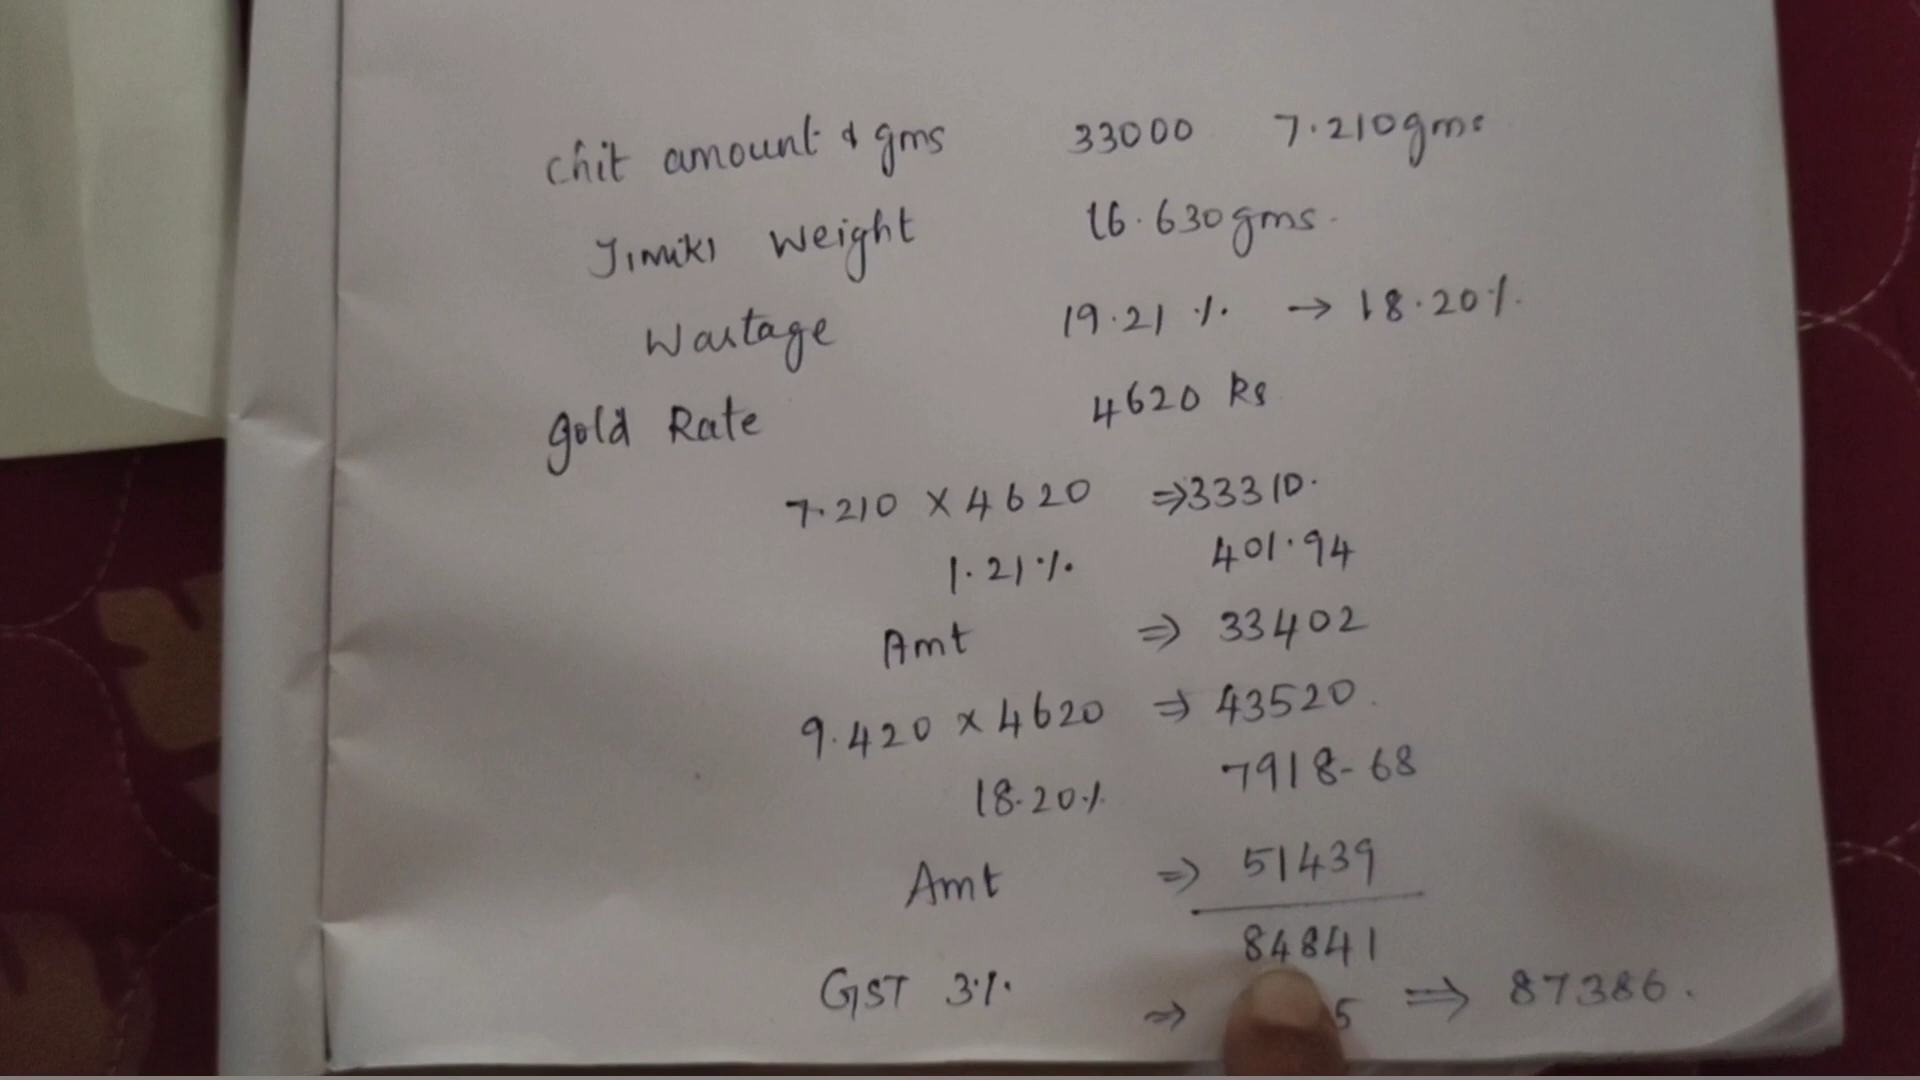 chit amount & gms 33000 7.210gms
Jimiki Weight 16.630gms.
Wastage 19.21 % → 18.20%.
gold Rate 4620 Rs
7.210 x 4620 ⇒ 33310.
1.21% 401.94
Amt ⇒ 33402
9.420 x 4620 ⇒ 43520.
18.20% 7918-68
Amt ⇒ 51439
84841
GST 3% ⇒ 5 ⇒ 87386.